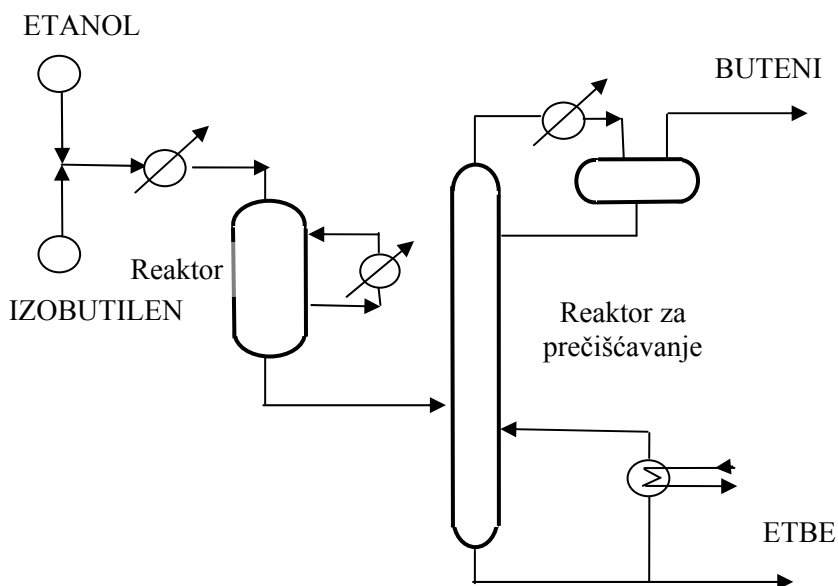 ETANOL
BUTENI
Reaktor
IZOBUTILEN
Reaktor za
prečišćavanje
ETBE